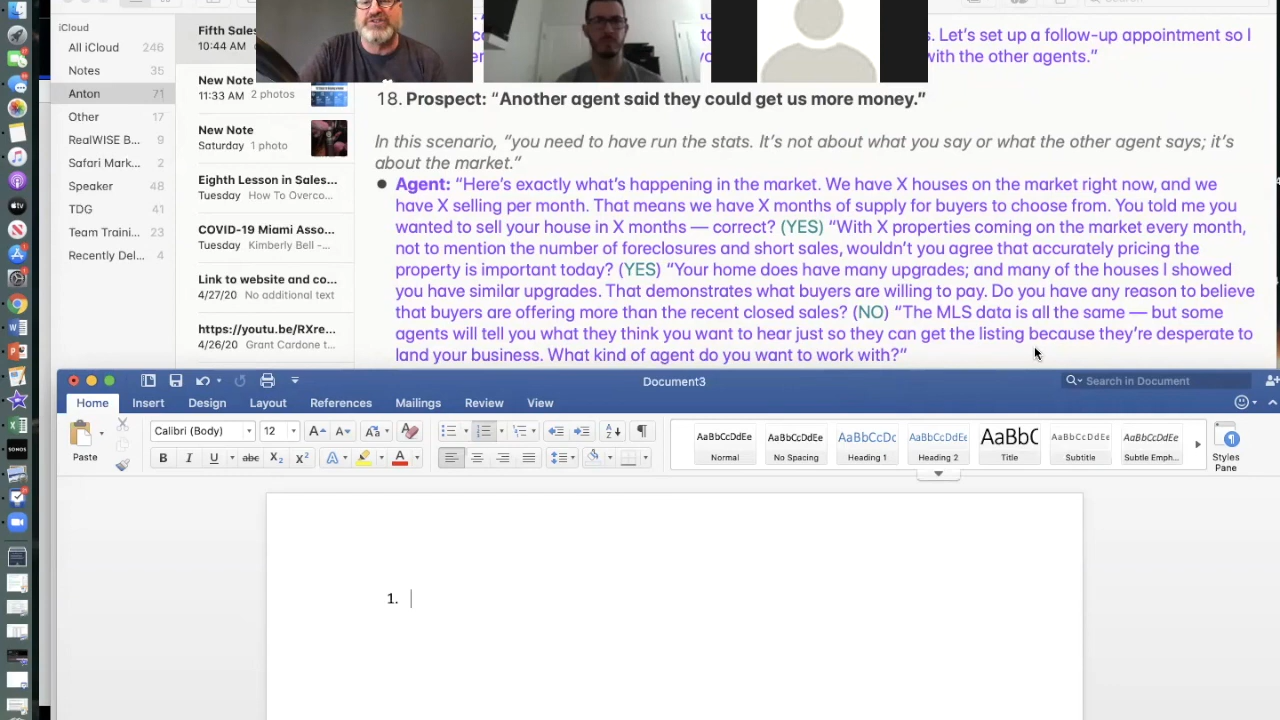 iCloud
All iCloud 246
Notes 35
Anton 71
Other 17
RealWISE B... 9
Safari Mark... 2
Speaker 48
TDG 41
Team Traini... 23
Recently Del...
Fifth Sales
10:44 AM
New Note
11:33 AM 2 photos
New Note
Saturday 1 photo
Eighth Lesson in Sales...
Tuesday How To Overco...
COVID-19 Miami Asso...
Tuesday Kimberly Bell –...
Link to website and co...
4/27/20 No additional text
https://youtu.be/RXre...
4/26/20 Grant Cardone t...
Search
s. Let's set up a follow-up appointment so I
with the other agents.”
18. Prospect: “Another agent said they could get us more money.”
In this scenario, “you need to have run the stats. It's not about what you say or what the other agent says; it's
about the market.”
● Agent: “Here's exactly what's happening in the market. We have X houses on the market right now, and we
have X selling per month. That means we have X months of supply for buyers to choose from. You told me you
wanted to sell your house in X months — correct? (YES) “With X properties coming on the market every month,
not to mention the number of foreclosures and short sales, wouldn't you agree that accurately pricing the
property is important today? (YES) “Your home does have many upgrades; and many of the houses I showed
you have similar upgrades. That demonstrates what buyers are willing to pay. Do you have any reason to believe
that buyers are offering more than the recent closed sales? (NO) “The MLS data is all the same — but some
agents will tell you what they think you want to hear just so they can get the listing because they're desperate to
land your business. What kind of agent do you want to work with?”
Document3
Search in Document
Home Insert Design Layout References Mailings Review View
Paste
Calibri (Body) 12
B I U abc X2 X2
AaBbCcDdEe AaBbCcDdEe AaBbCcDc AaBbCcDdEe AaBbC AaBbCcDdEe AaBbCcDdEe
Normal No Spacing Heading 1 Heading 2 Title Subtitle Subtle Emph...
Styles
Pane
1.